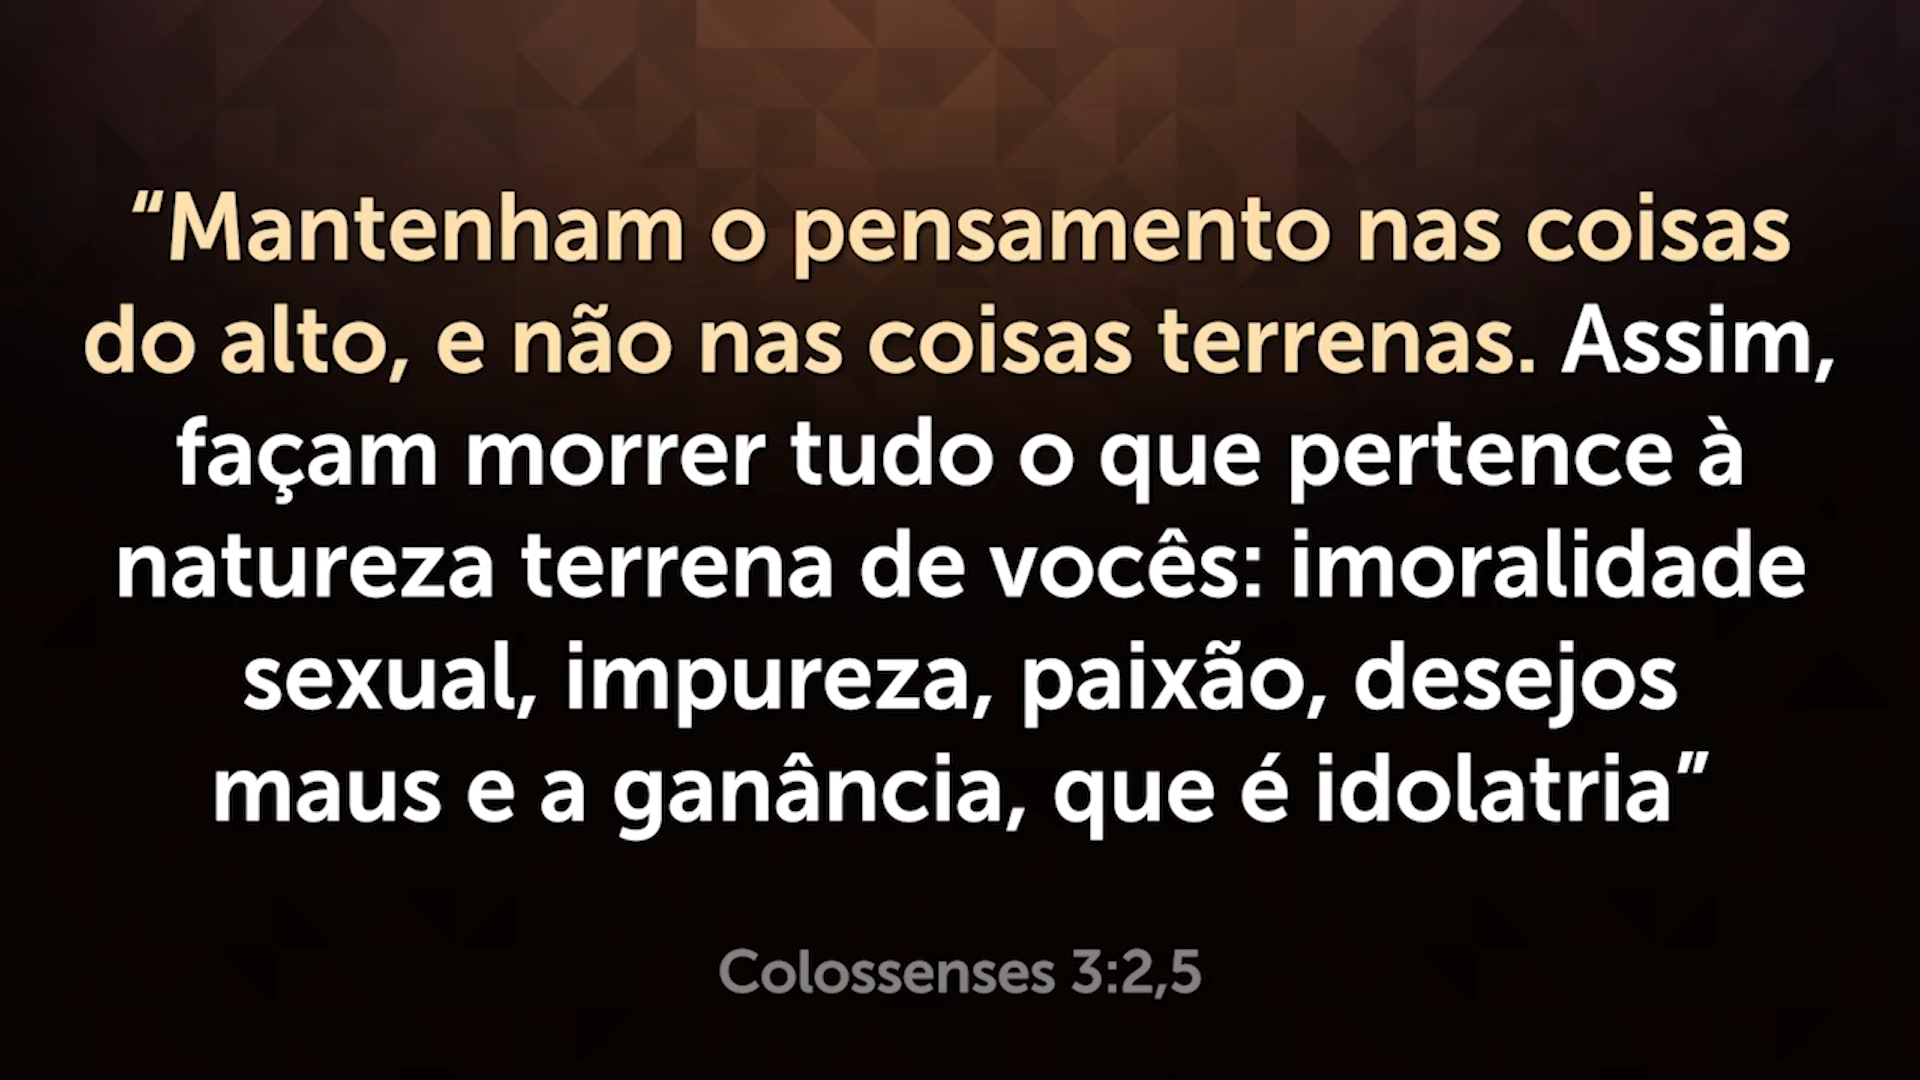 “Mantenham o pensamento nas coisas
do alto, e não nas coisas terrenas. Assim,
façam morrer tudo o que pertence à
natureza terrena de vocês: imoralidade
sexual, impureza, paixão, desejos
maus e a ganância, que é idolatria”
Colossenses 3:2,5